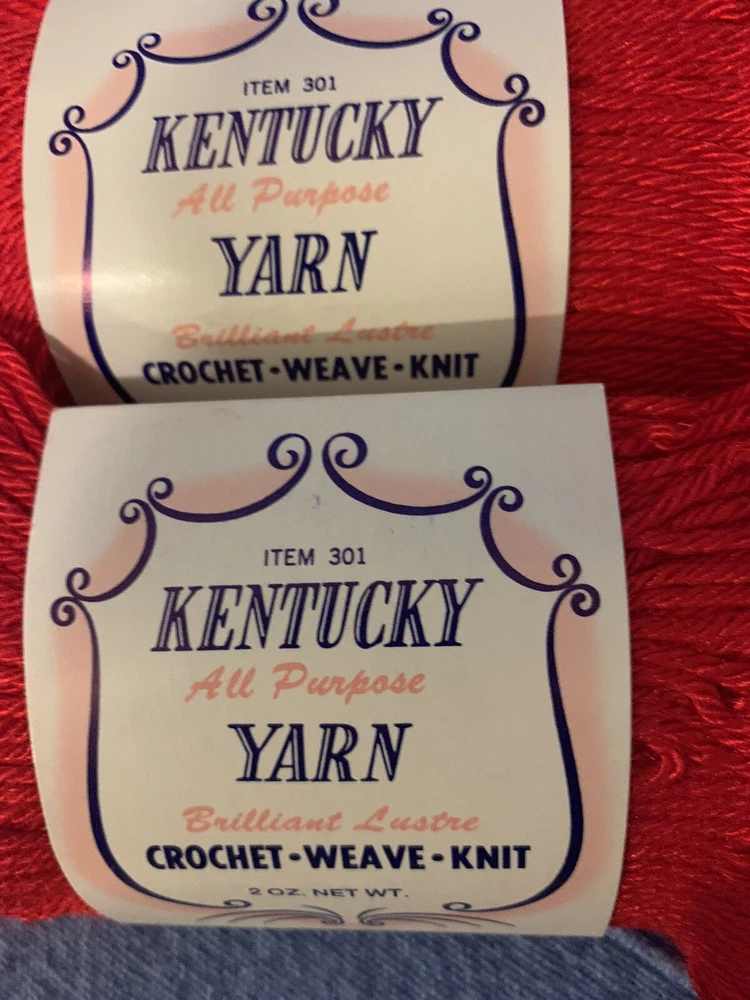 ITEM 301
KENTUCKY
All Purpose
YARN
Brilliant Lustre
CROCHET•WEAVE•KNIT
ITEM 301
KENTUCKY
All Purpose
YARN
Brilliant Lustre
CROCHET•WEAVE•KNIT
2 OZ. NET WT.